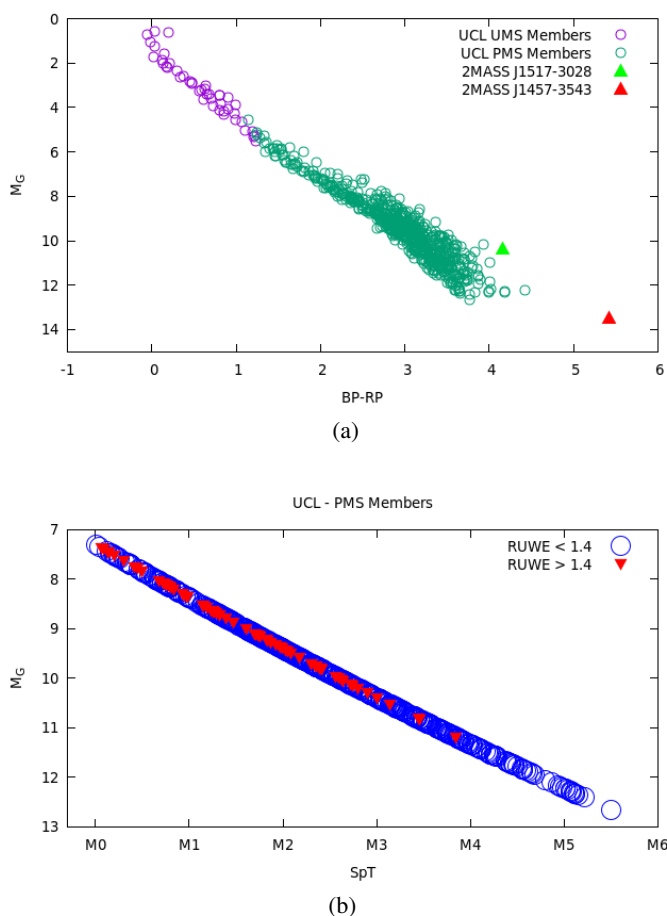 0
2
4
6
8
10
12
14
M_G
UCL UMS Members
UCL PMS Members
2MASS J1517-3028
2MASS J1457-3543
-1 0 1 2 3 4 5 6
BP-RP
(a)
UCL - PMS Members
7
8
9
10
11
12
13
M_G
RUWE < 1.4
RUWE > 1.4
M0 M1 M2 M3 M4 M5 M6
SpT
(b)